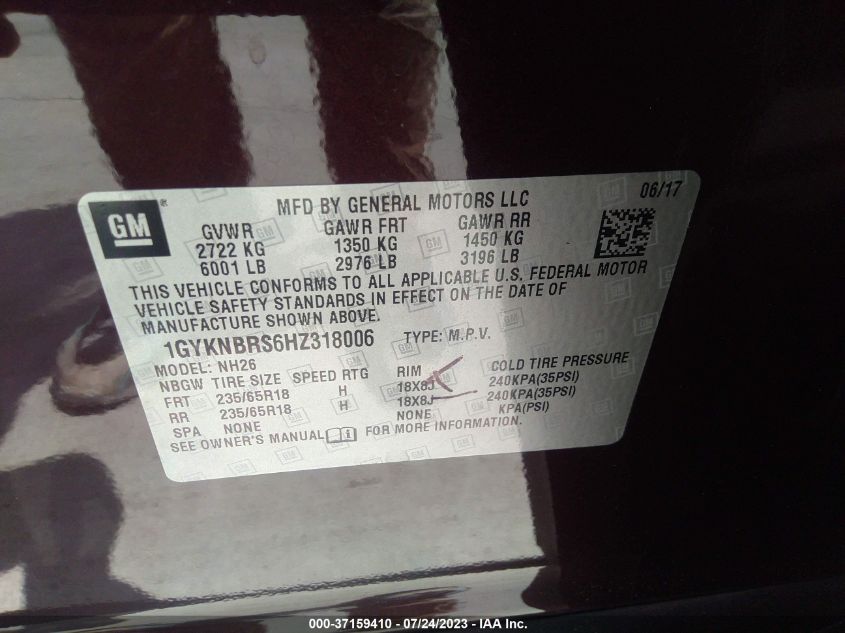 MFD BY GENERAL MOTORS LLC 06/17
GM
GVWR GAWR FRT GAWR RR
2722 KG 1350 KG 1450 KG
6001 LB 2976 LB 3196 LB
THIS VEHICLE CONFORMS TO ALL APPLICABLE U.S. FEDERAL MOTOR
VEHICLE SAFETY STANDARDS IN EFFECT ON THE DATE OF
MANUFACTURE SHOWN ABOVE.
1GYKNBRS6HZ318006 TYPE: M.P.V.
MODEL: NH26
NBGW TIRE SIZE SPEED RTG RIM COLD TIRE PRESSURE
FRT 235/65R18 H 18X8J 240KPA(35PSI)
RR 235/65R18 H 18X8J 240KPA(35PSI)
SPA NONE NONE KPA(PSI)
SEE OWNER'S MANUAL FOR MORE INFORMATION.
000-37159410 - 07/24/2023 - IAA Inc.